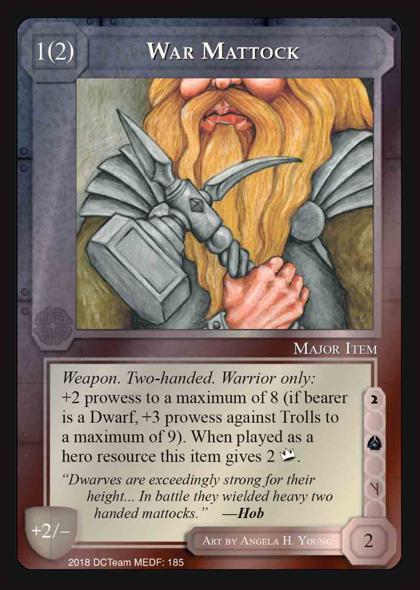 1(2)
War Mattock
Major Item
Weapon. Two-handed. Warrior only:
+2 prowess to a maximum of 8 (if bearer
is a Dwarf, +3 prowess against Trolls to
a maximum of 9). When played as a
hero resource this item gives 2
“Dwarves are exceedingly strong for their
height... In battle they wielded heavy two
handed mattocks.” —Hob
+2/–
Art by Angela H. Young
2
2018 DCTeam MEDF: 185